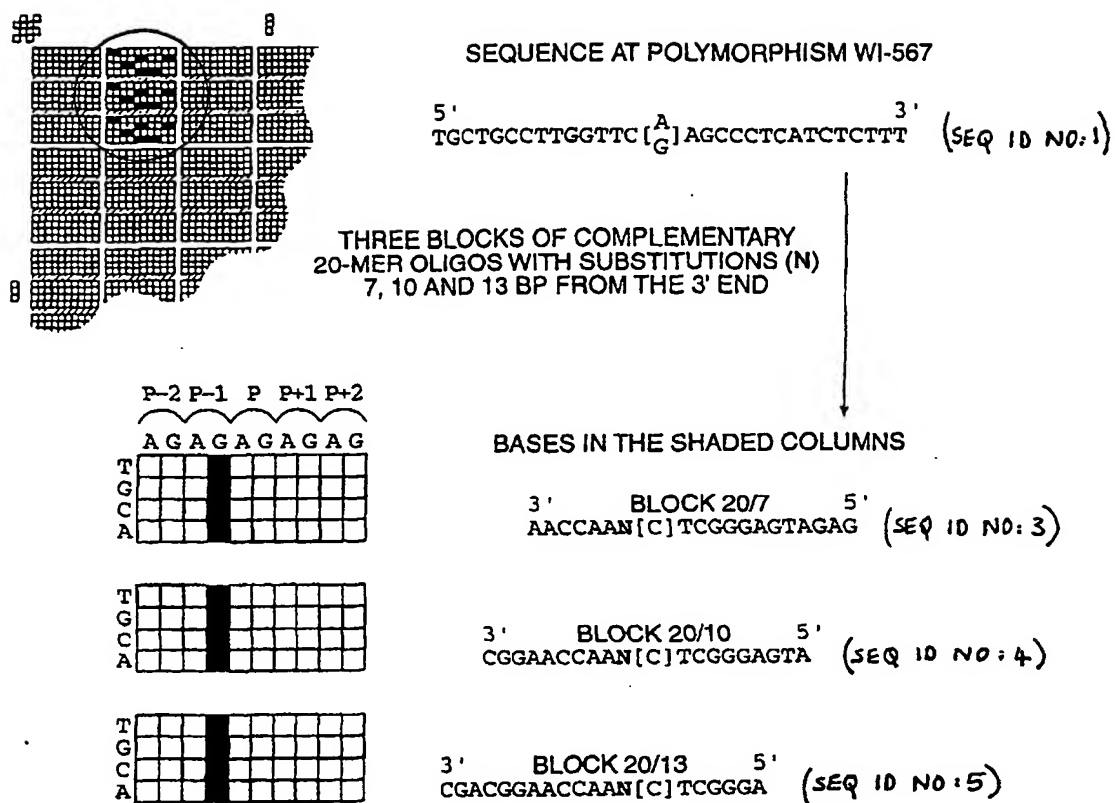 SEQUENCE AT POLYMORPHISM WI-567
5' 3'
TGCTGCCTTGGTTC[A/G]AGCCCTCATCTCTTT (SEQ ID NO:1)
THREE BLOCKS OF COMPLEMENTARY
20-MER OLIGOS WITH SUBSTITUTIONS (N)
7, 10 AND 13 BP FROM THE 3' END
P-2 P-1 P P+1 P+2
A G A G A G A G A G
T
G
C
A
BASES IN THE SHADED COLUMNS
3' BLOCK 20/7 5'
AACCAAN[C]TCGGGAGTAGAG (SEQ ID NO: 3)
T
G
C
A
3' BLOCK 20/10 5'
CGGAACCAAN[C]TCGGGAGTA (SEQ ID NO: 4)
T
G
C
A
3' BLOCK 20/13 5'
CGACGGAACCAAN[C]TCGGGA (SEQ ID NO:5)